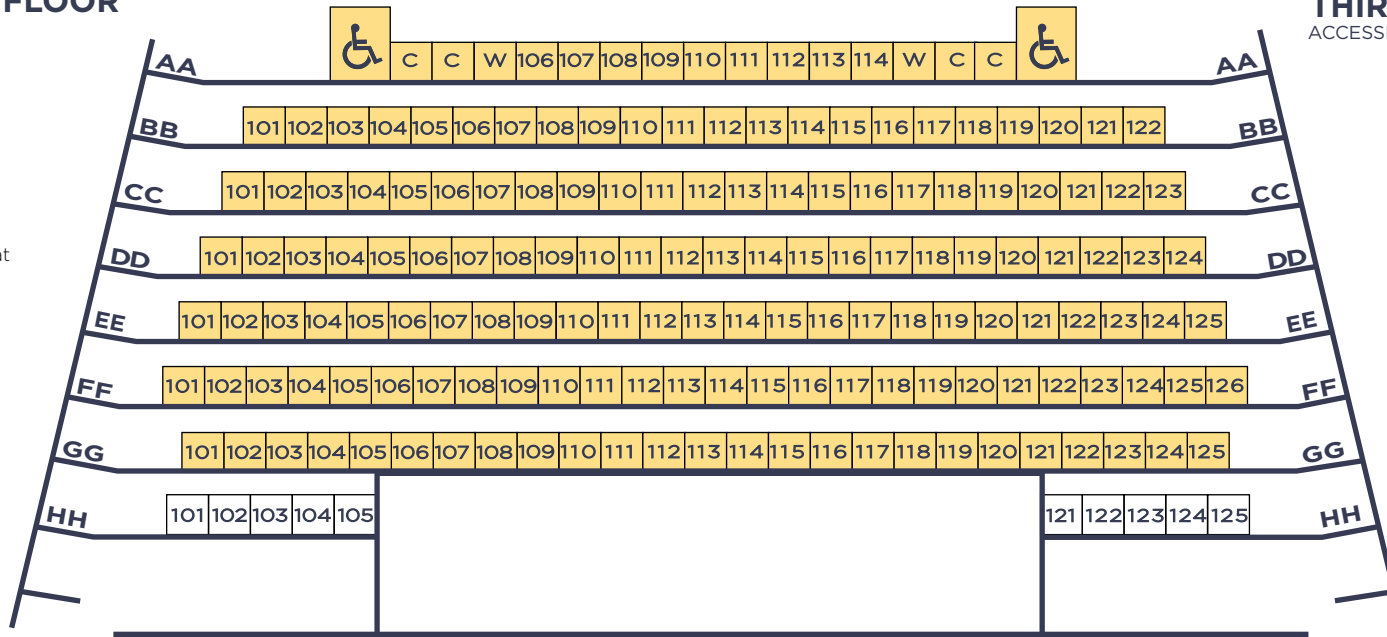 FLOOR
THIR
ACCESSI
AA C C W 106 107 108 109 110 111 112 113 114 W C C AA
BB 101 102 103 104 105 106 107 108 109 110 111 112 113 114 115 116 117 118 119 120 121 122 BB
CC 101 102 103 104 105 106 107 108 109 110 111 112 113 114 115 116 117 118 119 120 121 122 123 CC
at
DD 101 102 103 104 105 106 107 108 109 110 111 112 113 114 115 116 117 118 119 120 121 122 123 124 DD
EE 101 102 103 104 105 106 107 108 109 110 111 112 113 114 115 116 117 118 119 120 121 122 123 124 125 EE
FF 101 102 103 104 105 106 107 108 109 110 111 112 113 114 115 116 117 118 119 120 121 122 123 124 125 126 FF
GG 101 102 103 104 105 106 107 108 109 110 111 112 113 114 115 116 117 118 119 120 121 122 123 124 125 GG
HH 101 102 103 104 105 121 122 123 124 125 HH